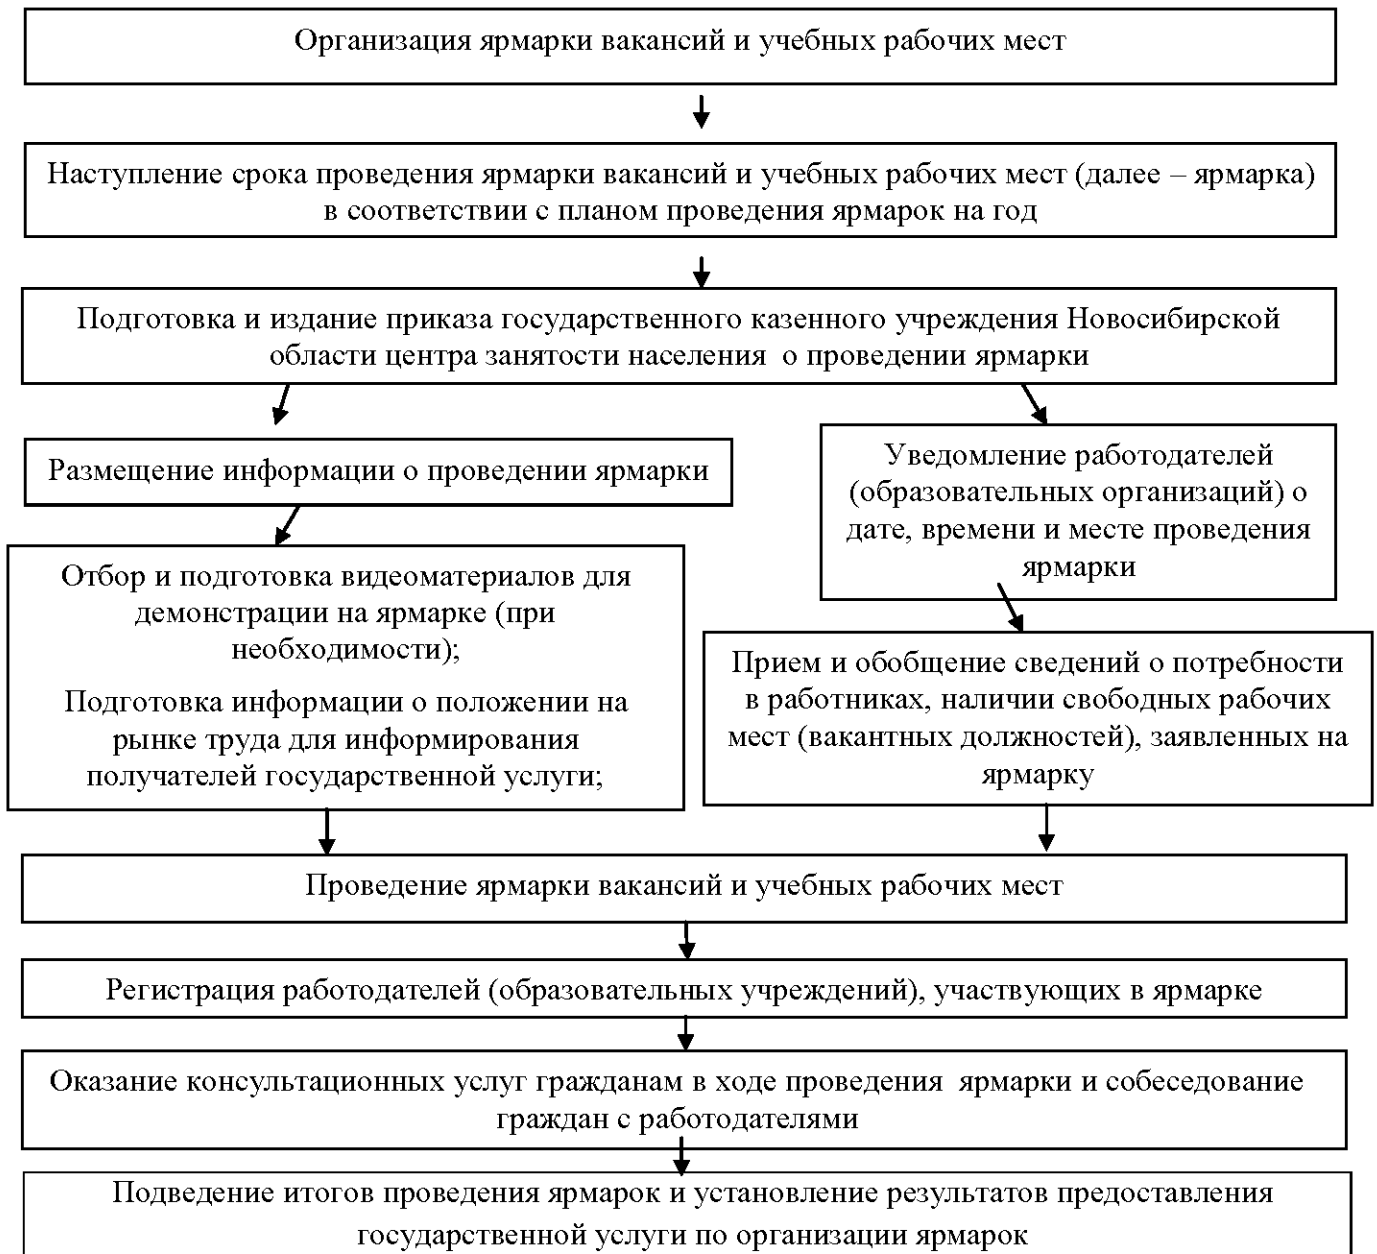 Организация ярмарки вакансий и учебных рабочих мест
Наступление срока проведения ярмарки вакансий и учебных рабочих мест (далее – ярмарка)
в соответствии с планом проведения ярмарок на год
Подготовка и издание приказа государственного казенного учреждения Новосибирской
области центра занятости населения о проведении ярмарки
Размещение информации о проведении ярмарки
Отбор и подготовка видеоматериалов для
демонстрации на ярмарке (при
необходимости);
Подготовка информации о положении на
рынке труда для информирования
получателей государственной услуги;
Уведомление работодателей
(образовательных организаций) о
дате, времени и месте проведения
ярмарки
Прием и обобщение сведений о потребности
в работниках, наличии свободных рабочих
мест (вакантных должностей), заявленных на
ярмарку
Проведение ярмарки вакансий и учебных рабочих мест
Регистрация работодателей (образовательных учреждений), участвующих в ярмарке
Оказание консультационных услуг гражданам в ходе проведения ярмарки и собеседование
граждан с работодателями
Подведение итогов проведения ярмарок и установление результатов предоставления
государственной услуги по организации ярмарок